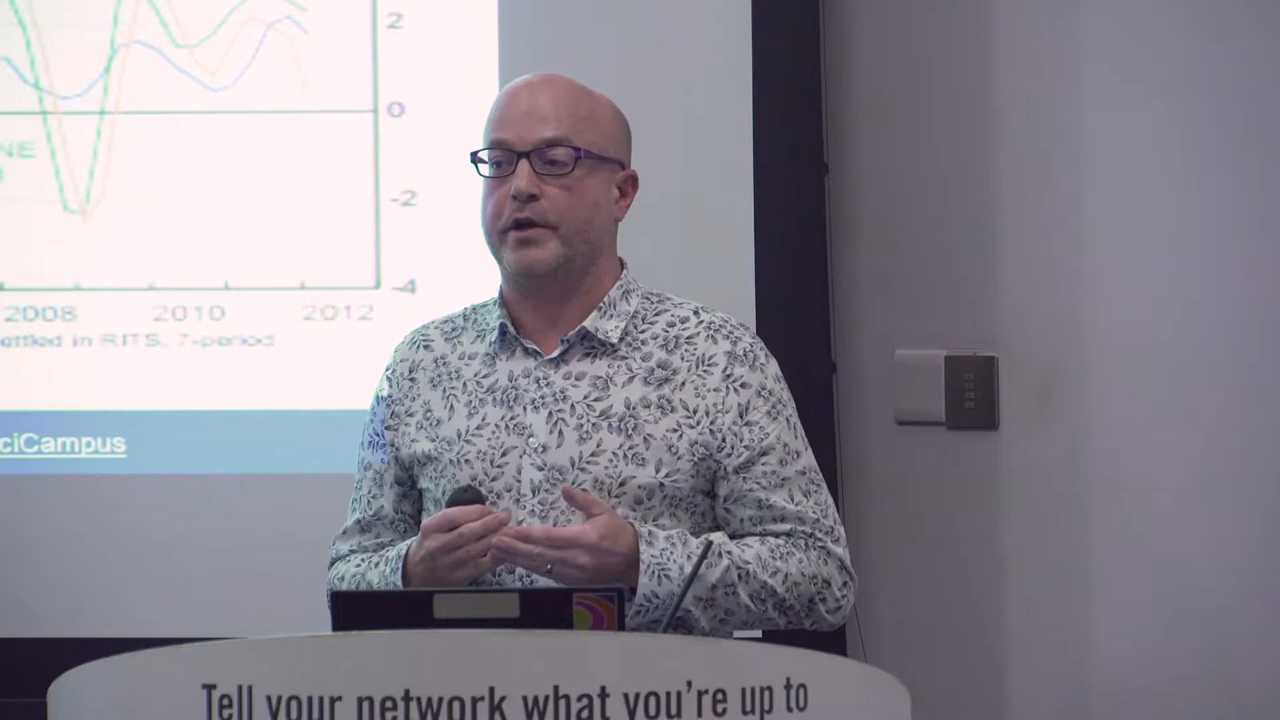 2
0
NE
-2
-4
2008 2010 2012
ettled in RITS, 7-period
ciCampus
Tell your network what you're up to